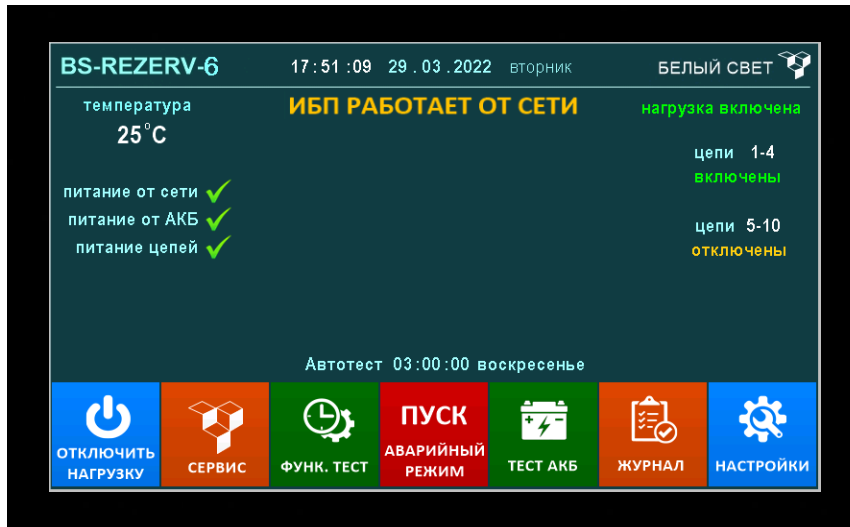 BS-REZERV-6 17:51:09 29.03.2022 вторник БЕЛЫЙ СВЕТ
температура ИБП РАБОТАЕТ ОТ СЕТИ нагрузка включена
25°C
цепи 1-4
включены
питание от сети
питание от АКБ
питание цепей
цепи 5-10
отключены
Автотест 03:00:00 воскресенье
ОТКЛЮЧИТЬ
НАГРУЗКУ
СЕРВИС
ФУНК. ТЕСТ
ПУСК
АВАРИЙНЫЙ
РЕЖИМ
ТЕСТ АКБ
ЖУРНАЛ
НАСТРОЙКИ